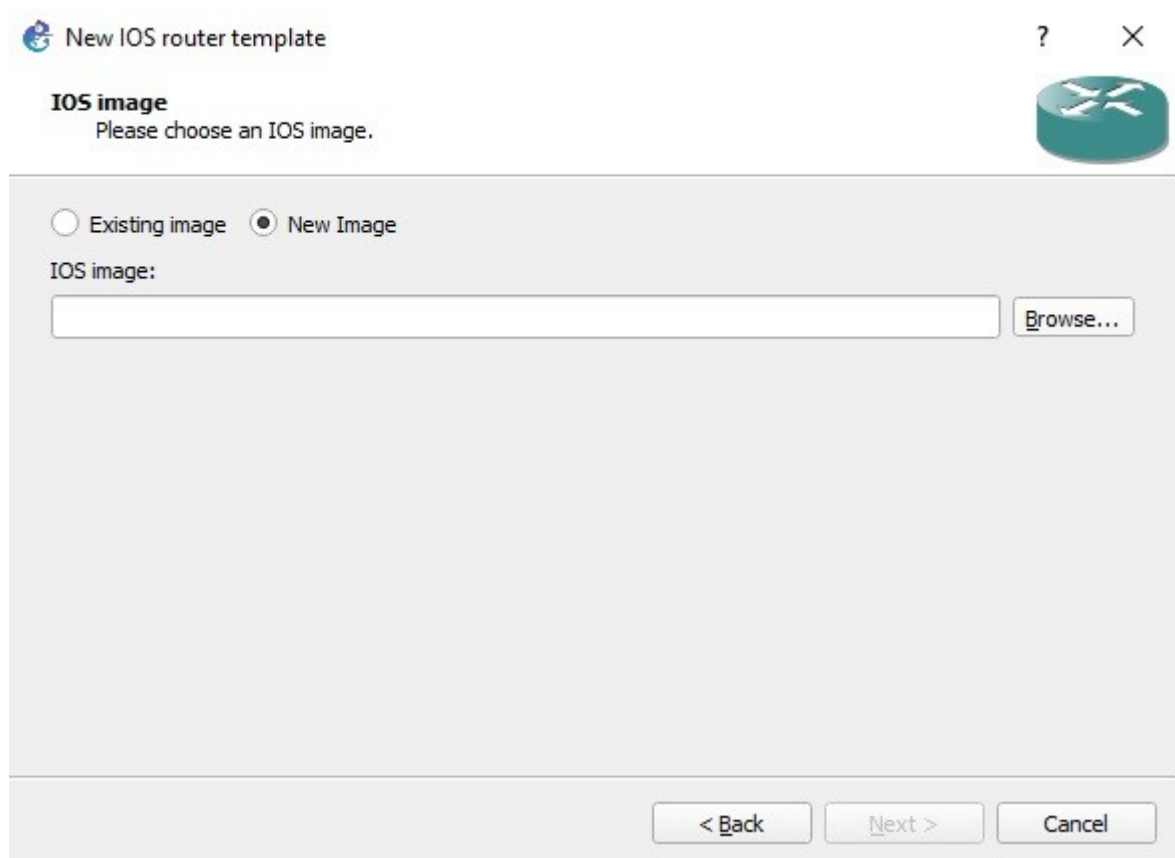 New IOS router template ?
IOS image
Please choose an IOS image.
Existing image New Image
IOS image:
Browse...
< Back Next > Cancel